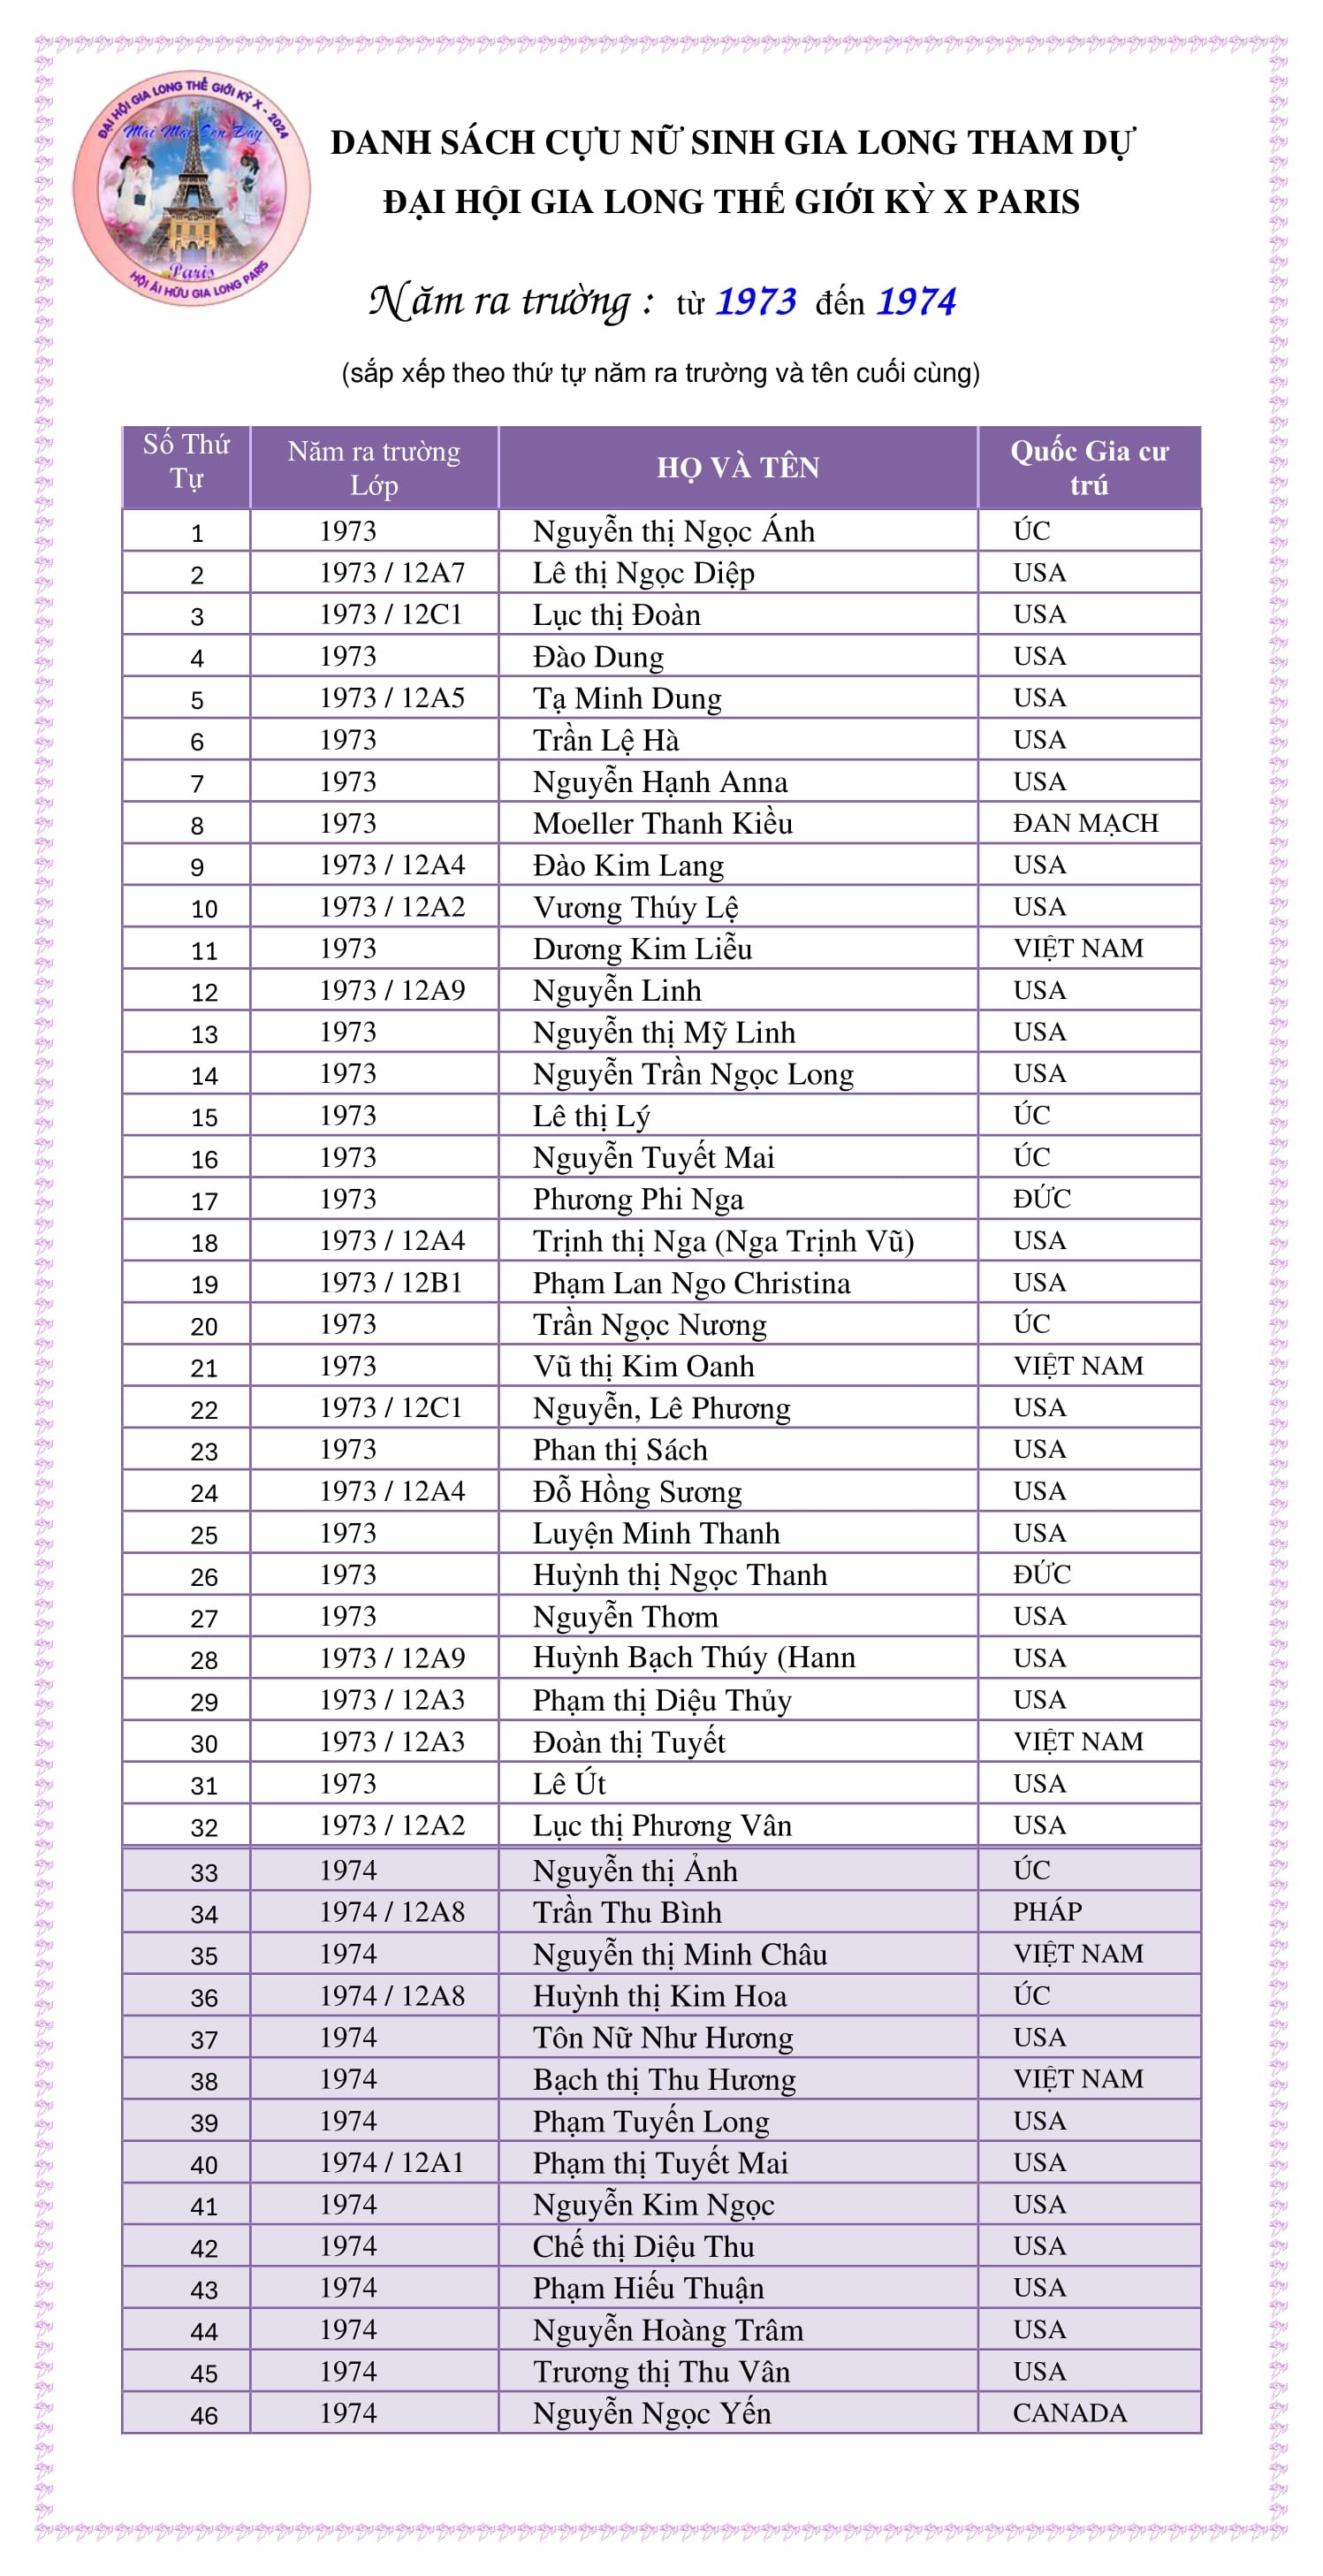 ĐẠI HỘI GIA LONG THẾ GIỚI KỲ X - 2024
Mãi Mãi Còn Đây
Paris
HỘI ÁI HỮU GIA LONG PARIS
DANH SÁCH CỰU NỮ SINH GIA LONG THAM DỰ
ĐẠI HỘI GIA LONG THẾ GIỚI KỲ X PARIS
Năm ra trường : từ 1973 đến 1974
(sắp xếp theo thứ tự năm ra trường và tên cuối cùng)
Số Thứ Tự Năm ra trường Lớp HỌ VÀ TÊN Quốc Gia cư trú
1 1973 Nguyễn thị Ngọc Ánh ÚC
2 1973 / 12A7 Lê thị Ngọc Diệp USA
3 1973 / 12C1 Lục thị Đoàn USA
4 1973 Đào Dung USA
5 1973 / 12A5 Tạ Minh Dung USA
6 1973 Trần Lệ Hà USA
7 1973 Nguyễn Hạnh Anna USA
8 1973 Moeller Thanh Kiều ĐAN MẠCH
9 1973 / 12A4 Đào Kim Lang USA
10 1973 / 12A2 Vương Thúy Lệ USA
11 1973 Dương Kim Liễu VIỆT NAM
12 1973 / 12A9 Nguyễn Linh USA
13 1973 Nguyễn thị Mỹ Linh USA
14 1973 Nguyễn Trần Ngọc Long USA
15 1973 Lê thị Lý ÚC
16 1973 Nguyễn Tuyết Mai ÚC
17 1973 Phương Phi Nga ĐỨC
18 1973 / 12A4 Trịnh thị Nga (Nga Trịnh Vũ) USA
19 1973 / 12B1 Phạm Lan Ngo Christina USA
20 1973 Trần Ngọc Nương ÚC
21 1973 Vũ thị Kim Oanh VIỆT NAM
22 1973 / 12C1 Nguyễn, Lê Phương USA
23 1973 Phan thị Sách USA
24 1973 / 12A4 Đỗ Hồng Sương USA
25 1973 Luyện Minh Thanh USA
26 1973 Huỳnh thị Ngọc Thanh ĐỨC
27 1973 Nguyễn Thơm USA
28 1973 / 12A9 Huỳnh Bạch Thúy (Hann USA
29 1973 / 12A3 Phạm thị Diệu Thủy USA
30 1973 / 12A3 Đoàn thị Tuyết VIỆT NAM
31 1973 Lê Út USA
32 1973 / 12A2 Lục thị Phương Vân USA
33 1974 Nguyễn thị Ảnh ÚC
34 1974 / 12A8 Trần Thu Bình PHÁP
35 1974 Nguyễn thị Minh Châu VIỆT NAM
36 1974 / 12A8 Huỳnh thị Kim Hoa ÚC
37 1974 Tôn Nữ Như Hương USA
38 1974 Bạch thị Thu Hương VIỆT NAM
39 1974 Phạm Tuyến Long USA
40 1974 / 12A1 Phạm thị Tuyết Mai USA
41 1974 Nguyễn Kim Ngọc USA
42 1974 Chế thị Diệu Thu USA
43 1974 Phạm Hiếu Thuận USA
44 1974 Nguyễn Hoàng Trâm USA
45 1974 Trương thị Thu Vân USA
46 1974 Nguyễn Ngọc Yến CANADA